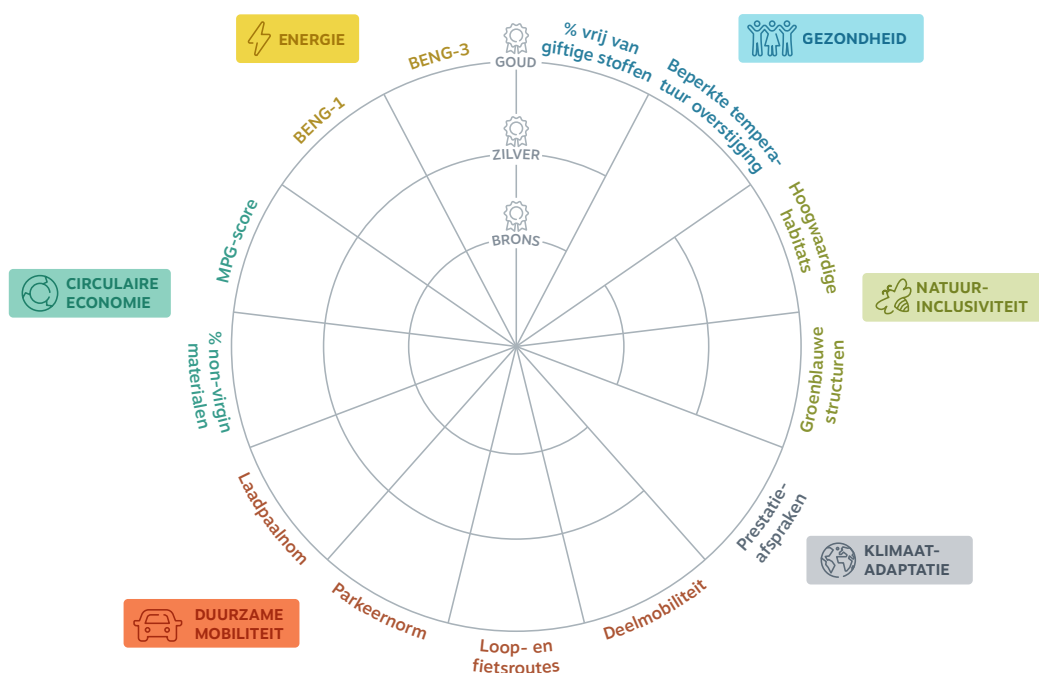 ENERGIE
BENG-3
GOUD
% vrij van
giftige stoffen
GEZONDHEID
Beperkte tempera-
tuur overstijging
BENG-1
ZILVER
BRONS
MPG-score
Hoogwaardige
habitats
CIRCULAIRE
ECONOMIE
NATUUR-
INCLUSIVITEIT
% non-virgin
materialen
Groenblauwe
structuren
Laadpaalnom
Prestatie-
afspraken
KLIMAAT-
ADAPTATIE
DUURZAME
MOBILITEIT
Parkeernorm
Deelmobiliteit
Loop- en
fietsroutes